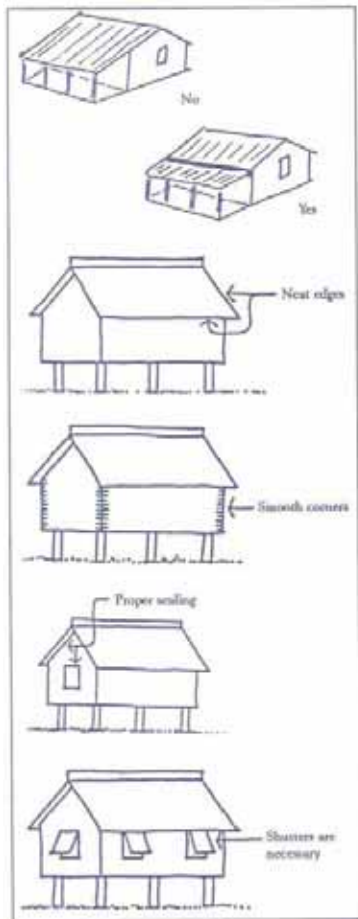 No
Yes
Neat edges
Smooth corners
Proper sealing
Shutters are
necessary